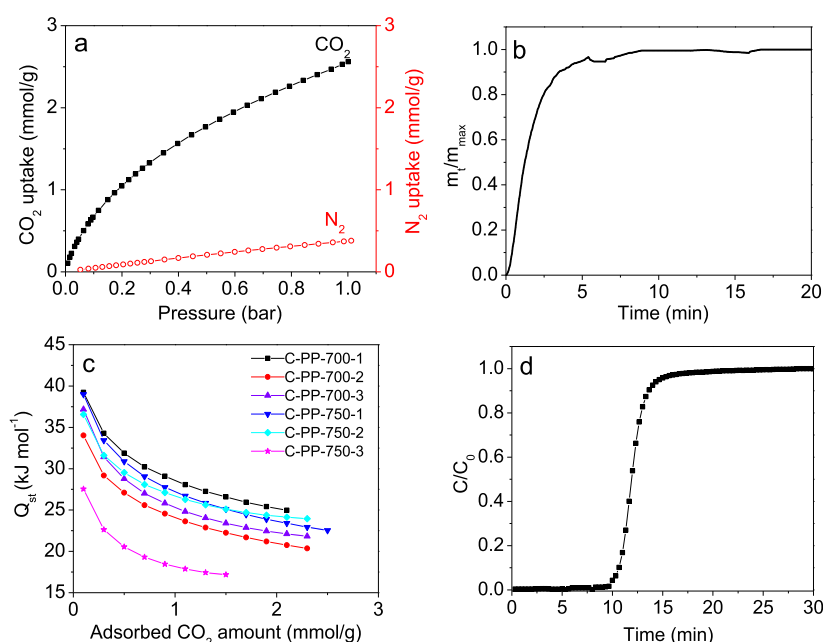 a
CO2
N2
CO2 uptake (mmol/g)
3
2
1
0
0.0 0.2 0.4 0.6 0.8 1.0
Pressure (bar)
3
2
1
0
N2 uptake (mmol/g)
b
mt/mmax
1.0
0.8
0.6
0.4
0.2
0.0
0 5 10 15 20
Time (min)
c
C-PP-700-1
C-PP-700-2
C-PP-700-3
C-PP-750-1
C-PP-750-2
C-PP-750-3
Qst (kJ mol-1)
45
40
35
30
25
20
15
0 1 2 3
Adsorbed CO2 amount (mmol/g)
d
C/C0
1.0
0.8
0.6
0.4
0.2
0.0
0 5 10 15 20 25 30
Time (min)